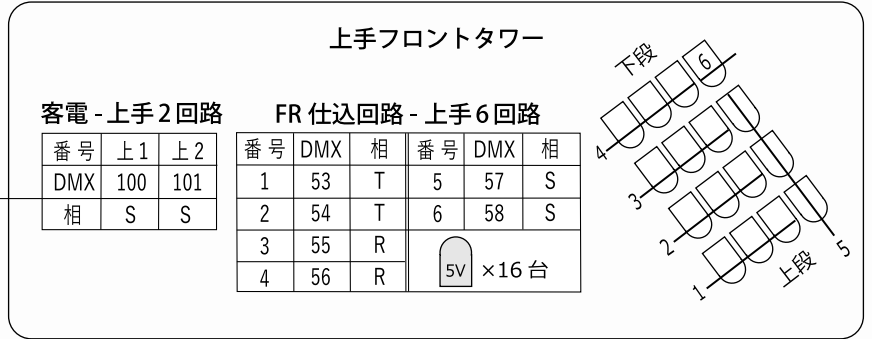 上手フロントタワー
客電 - 上手2回路
番号 上1 上2
DMX 100 101
相 S S
FR 仕込回路 - 上手6回路
番号 DMX 相 番号 DMX 相
1 53 T 5 57 S
2 54 T 6 58 S
3 55 R
4 56 R
5V ×16 台
下段
6
4
3
2
1
上段
5